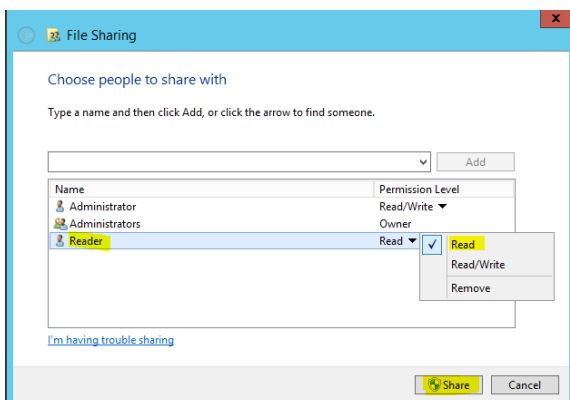 File Sharing
x
Choose people to share with
Type a name and then click Add, or click the arrow to find someone.
Add
Name Permission Level
Administrator Read/Write
Administrators Owner
Reader Read
Read
Read/Write
Remove
I'm having trouble sharing
Share Cancel